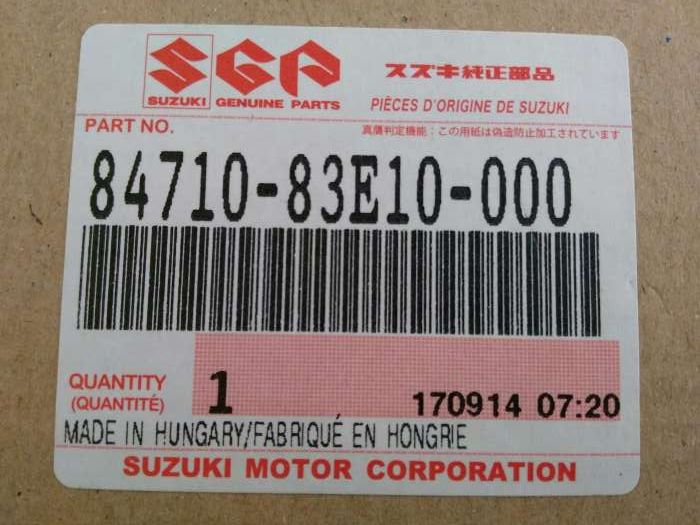 SGP スズキ純正部品
SUZUKI GENUINE PARTS PIÈCES D'ORIGINE DE SUZUKI
PART NO. 真贋判定機能：この用紙は偽造防止加工されています
84710-83E10-000
QUANTITY
(QUANTITÉ) 1 170914 07:20
MADE IN HUNGARY/FABRIQUÉ EN HONGRIE
SUZUKI MOTOR CORPORATION